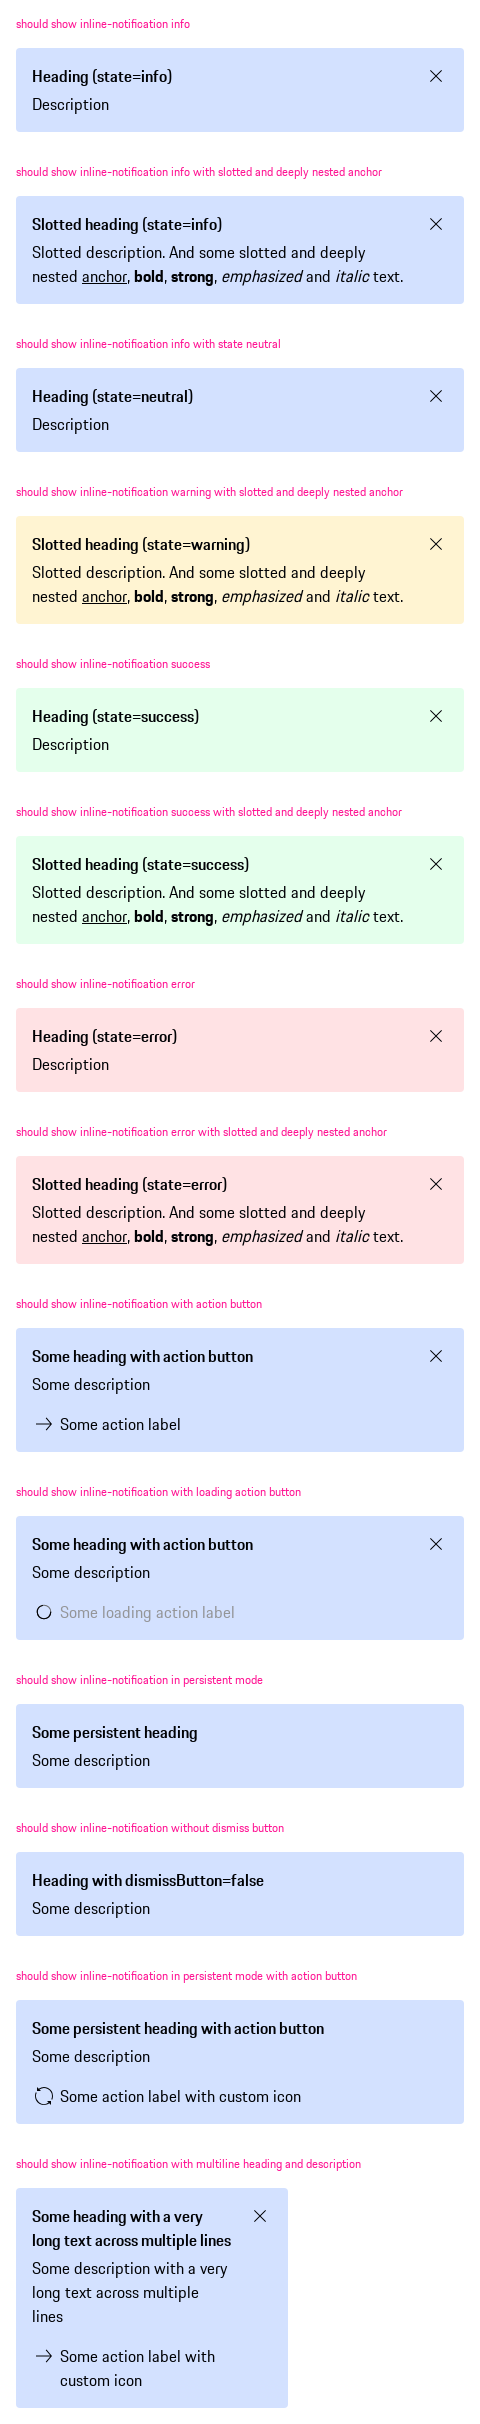 should show inline-notification info
Heading (state=info)
Description
should show inline-notification info with slotted and deeply nested anchor
Slotted heading (state=info)
Slotted description. And some slotted and deeply
nested anchor, bold, strong, emphasized and italic text.
should show inline-notification info with state neutral
Heading (state=neutral)
Description
should show inline-notification warning with slotted and deeply nested anchor
Slotted heading (state=warning)
Slotted description. And some slotted and deeply
nested anchor, bold, strong, emphasized and italic text.
should show inline-notification success
Heading (state=success)
Description
should show inline-notification success with slotted and deeply nested anchor
Slotted heading (state=success)
Slotted description. And some slotted and deeply
nested anchor, bold, strong, emphasized and italic text.
should show inline-notification error
Heading (state=error)
Description
should show inline-notification error with slotted and deeply nested anchor
Slotted heading (state=error)
Slotted description. And some slotted and deeply
nested anchor, bold, strong, emphasized and italic text.
should show inline-notification with action button
Some heading with action button
Some description
Some action label
should show inline-notification with loading action button
Some heading with action button
Some description
Some loading action label
should show inline-notification in persistent mode
Some persistent heading
Some description
should show inline-notification without dismiss button
Heading with dismissButton=false
Some description
should show inline-notification in persistent mode with action button
Some persistent heading with action button
Some description
Some action label with custom icon
should show inline-notification with multiline heading and description
Some heading with a very
long text across multiple lines
Some description with a very
long text across multiple
lines
Some action label with
custom icon